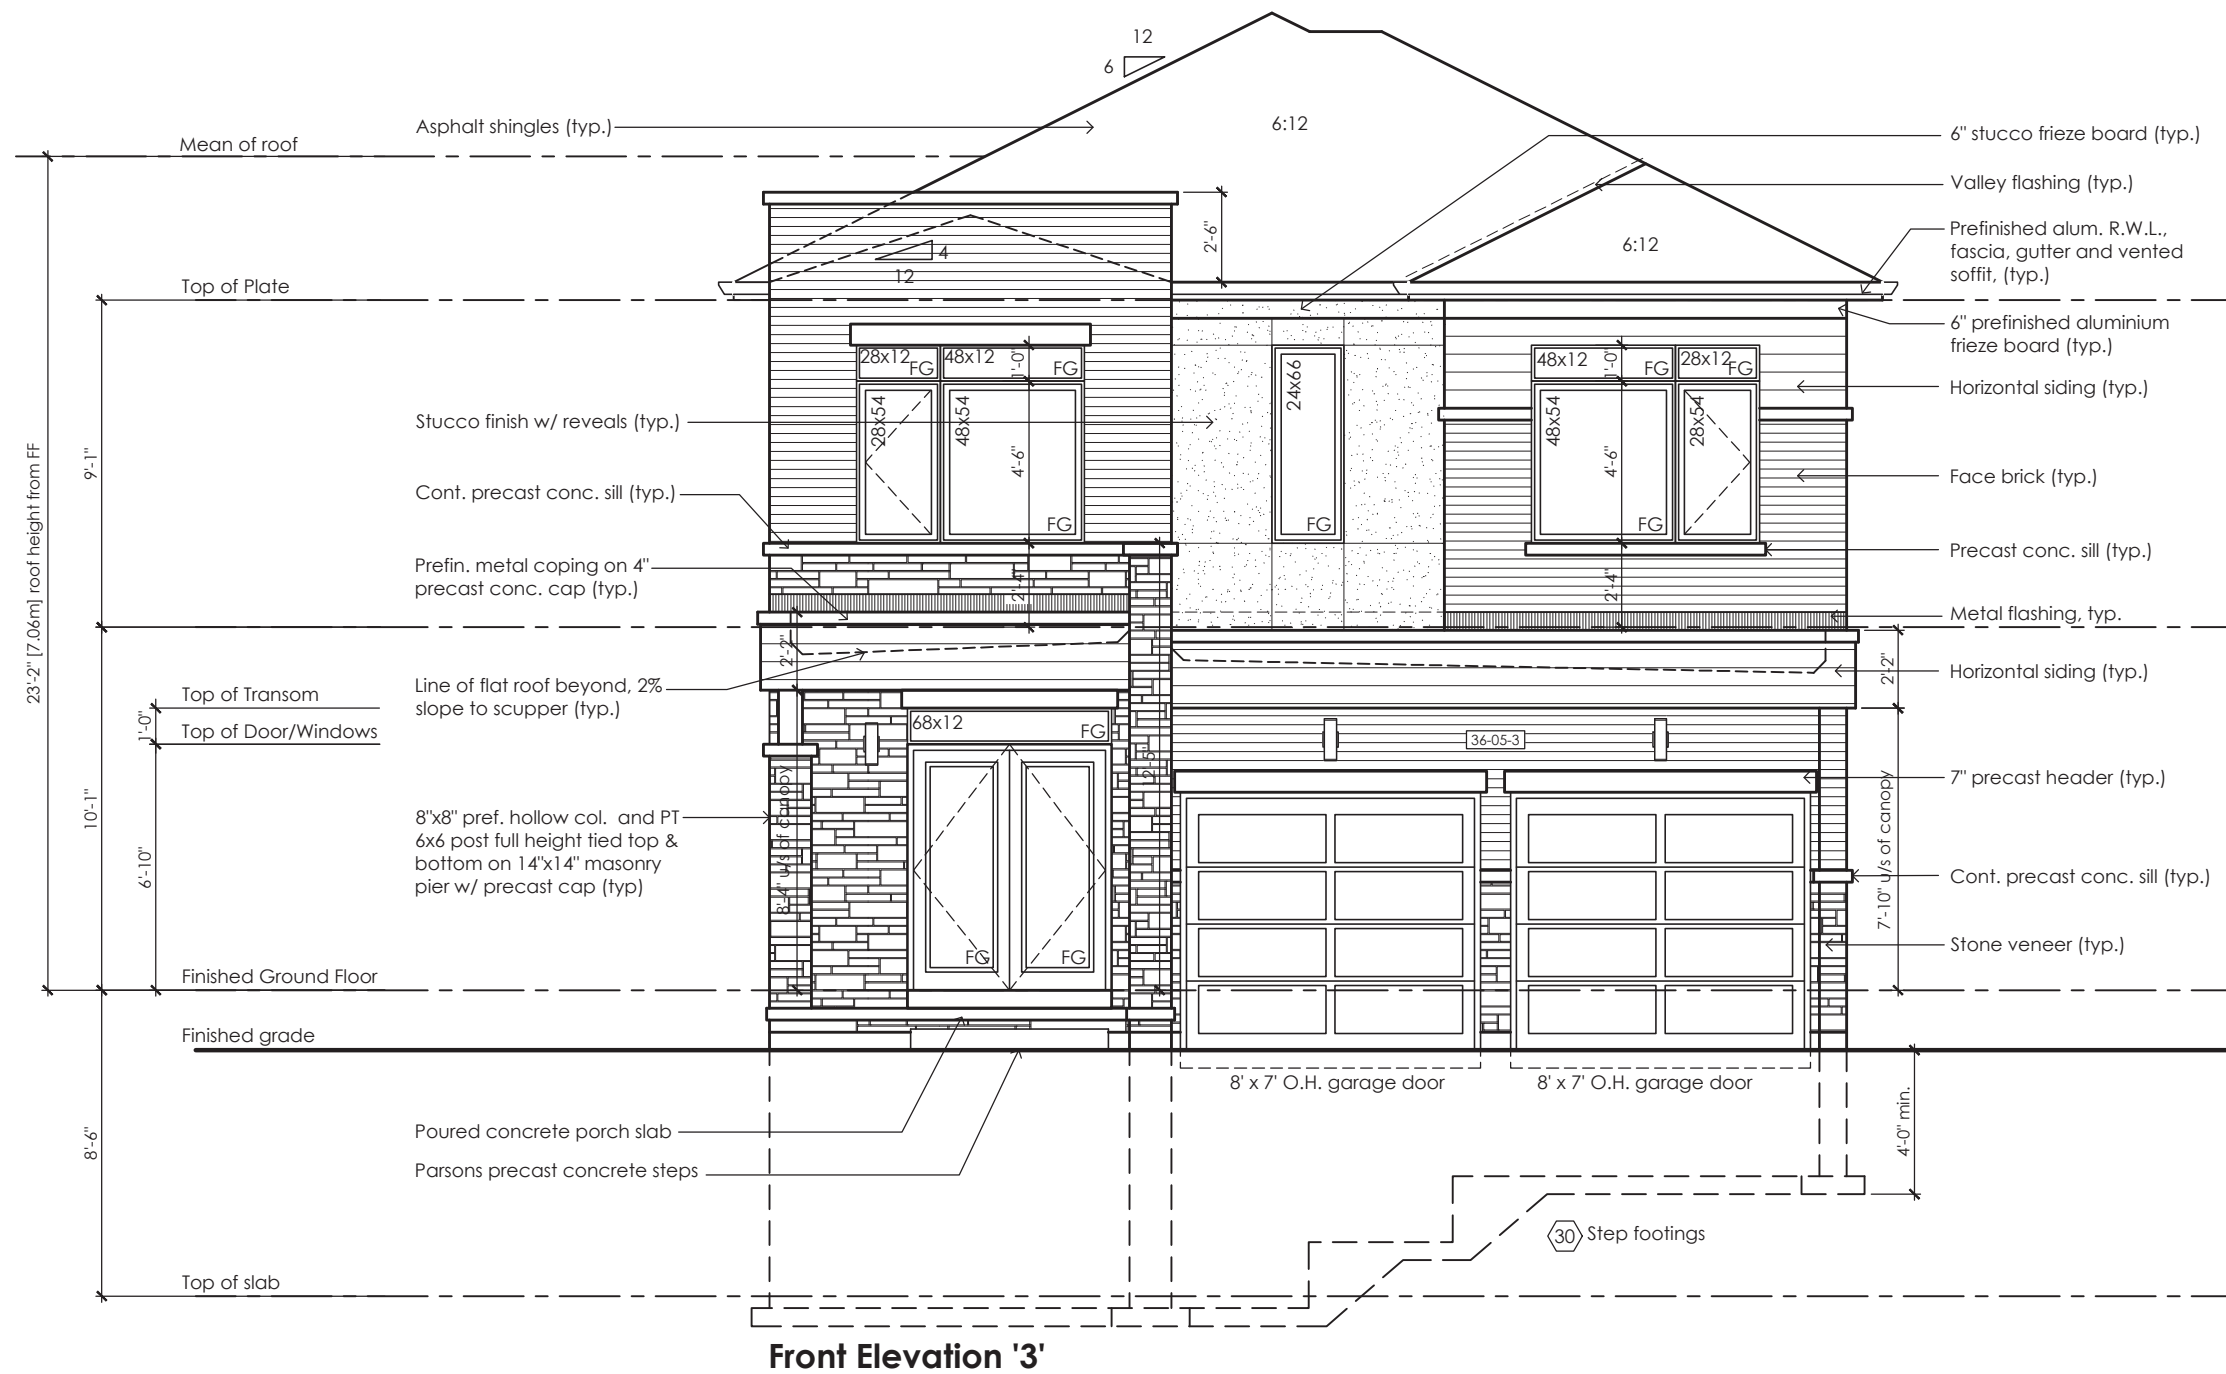 12
6
6:12
6:12
4
12
Asphalt shingles (typ.)
Mean of roof
Top of Plate
Stucco finish w/ reveals (typ.)
Cont. precast conc. sill (typ.)
Prefin. metal coping on 4"
precast conc. cap (typ.)
Line of flat roof beyond, 2%
slope to scupper (typ.)
Top of Transom
Top of Door/Windows
8"x8" pref. hollow col. and PT
6x6 post full height tied top &
bottom on 14"x14" masonry
pier w/ precast cap (typ)
Finished Ground Floor
Finished grade
Poured concrete porch slab
Parsons precast concrete steps
Top of slab
23'-2" [7.06m] roof height from FF
9'-1"
10'-1"
1'-0"
6'-10"
8'-6"
2'-6"
28x12
FG
48x12
FG
1'-0"
28x54
48x54
4'-6"
FG
2'-4"
24x66
FG
48x12
1'-0"
28x12
FG
48x54
4'-6"
FG
28x54
2'-4"
2'-2"
8'-4" u/s of canopy
68x12
FG
FG
FG
2'-5"
36-05-3
2'-2"
7'-10" u/s of canopy
6" stucco frieze board (typ.)
Valley flashing (typ.)
Prefinished alum. R.W.L.,
fascia, gutter and vented
soffit, (typ.)
6" prefinished aluminium
frieze board (typ.)
Horizontal siding (typ.)
Face brick (typ.)
Precast conc. sill (typ.)
Metal flashing, typ.
Horizontal siding (typ.)
7" precast header (typ.)
Cont. precast conc. sill (typ.)
Stone veneer (typ.)
8' x 7' O.H. garage door
8' x 7' O.H. garage door
4'-0" min.
30
Step footings
Front Elevation '3'